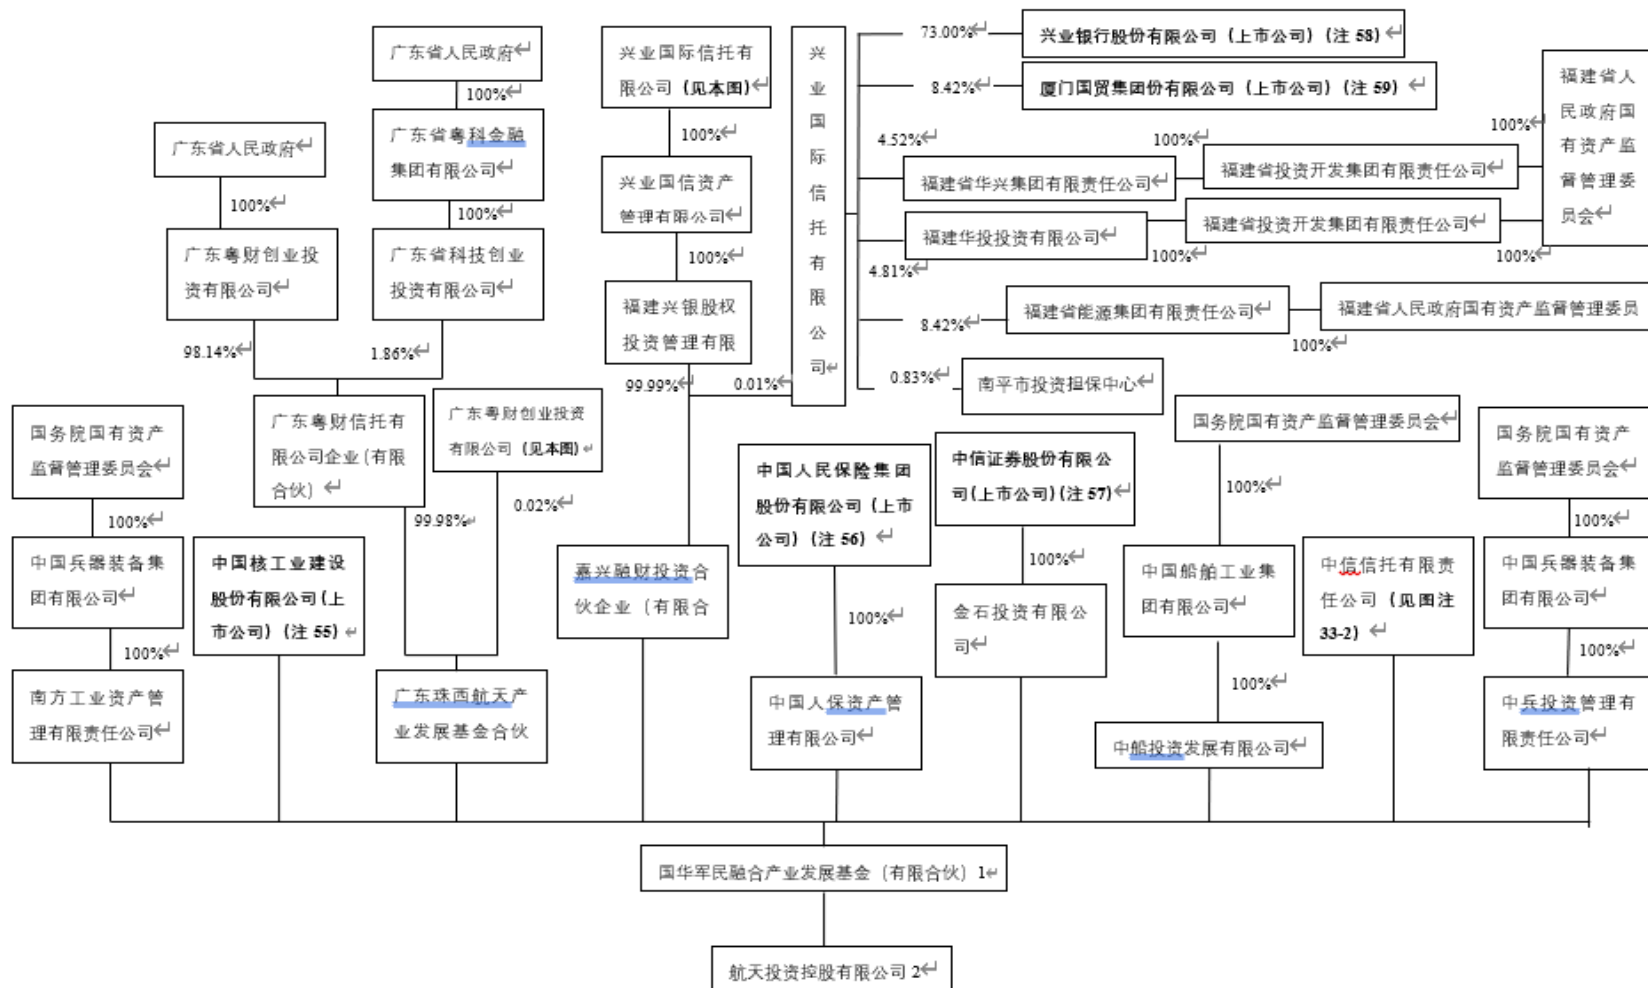 广东省人民政府
100%
广东省粤科金融
集团有限公司
100%
广东省科技创业
投资有限公司
1.86%
广东省人民政府
100%
广东粤财创业投
资有限公司
98.14%
兴业国际信托有
限公司（见本图）
100%
兴业国信资产
管理有限公司
100%
福建兴银股权
投资管理有限
99.99%
0.01%
兴业国际信托有限公司
73.00%
兴业银行股份有限公司（上市公司）（注 58）
8.42%
厦门国贸集团份有限公司（上市公司）（注 59）
4.52%
福建省华兴集团有限责任公司
100%
福建省投资开发集团有限责任公司
100%
福建省人
民政府国
有资产监
督管理委
员会
4.81%
福建华投投资有限公司
100%
福建省投资开发集团有限责任公司
100%
8.42%
福建省能源集团有限责任公司
100%
福建省人民政府国有资产监督管理委员
0.83%
南平市投资担保中心
国务院国有资产
监督管理委员会
100%
中国兵器装备集
团有限公司
100%
南方工业资产管
理有限责任公司
中国核工业建设
股份有限公司（上
市公司）（注 55）
广东粤财信托有
限公司企业（有限
合伙）
99.98%
广东粤财创业投资
有限公司（见本图）
0.02%
广东珠西航天产
业发展基金合伙
嘉兴融财投资合
伙企业（有限合
中国人民保险集团
股份有限公司（上市
公司）（注 56）
100%
中国人保资产管
理有限公司
中信证券股份有限公
司（上市公司）（注 57）
100%
金石投资有限公
司
国务院国有资产监督管理委员会
100%
中国船舶工业集
团有限公司
100%
中船投资发展有限公司
中信信托有限责
任公司（见图注
33-2）
国务院国有资产
监督管理委员会
100%
中国兵器装备集
团有限公司
100%
中兵投资管理有
限责任公司
国华军民融合产业发展基金（有限合伙）1
航天投资控股有限公司 2